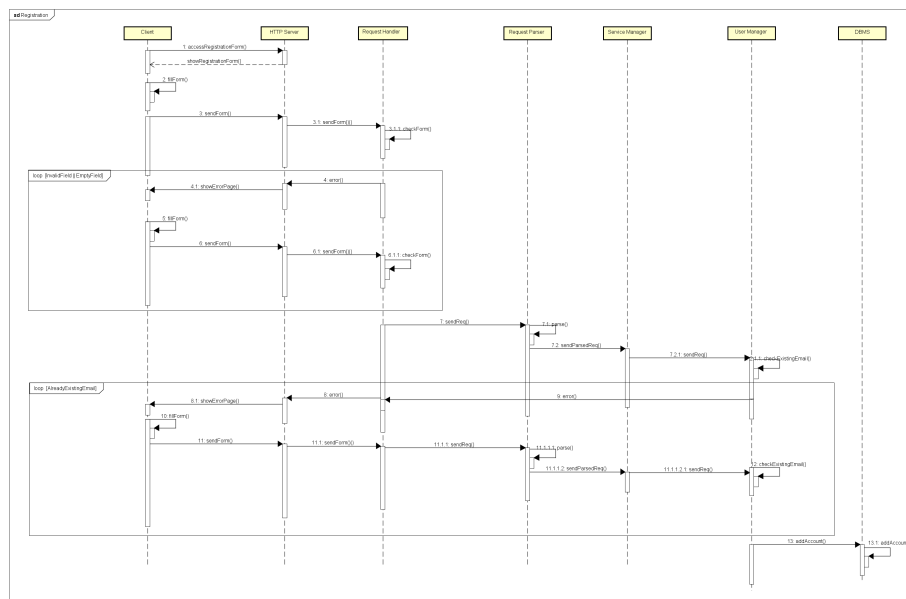 sd Registration
Client
HTTP Server
Request Handler
Request Parser
Service Manager
User Manager
DBMS
1: accessRegistrationForm()
showRegistrationForm()
2: fillForm()
3: sendForm()
3.1: sendForm()()
3.1.1: checkForm()
loop [InvalidField || EmptyField]
4: error()
4.1: showErrorPage()
5: fillForm()
6: sendForm()
6.1: sendForm()()
6.1.1: checkForm()
7: sendReq()
7.1: parse()
7.2: sendParsedReq()
7.2.1: sendReq()
1.1: checkExistingEmail()
loop [AlreadyExistingEmail]
9: error()
8: error()
8.1: showErrorPage()
10: fillForm()
11: sendForm()
11.1: sendForm()()
11.1.1: sendReq()
11.1.1.1: parse()
11.1.1.2: sendParsedReq()
11.1.1.2.1: sendReq()
12: checkExistingEmail()
13: addAccount()
13.1: addAccount